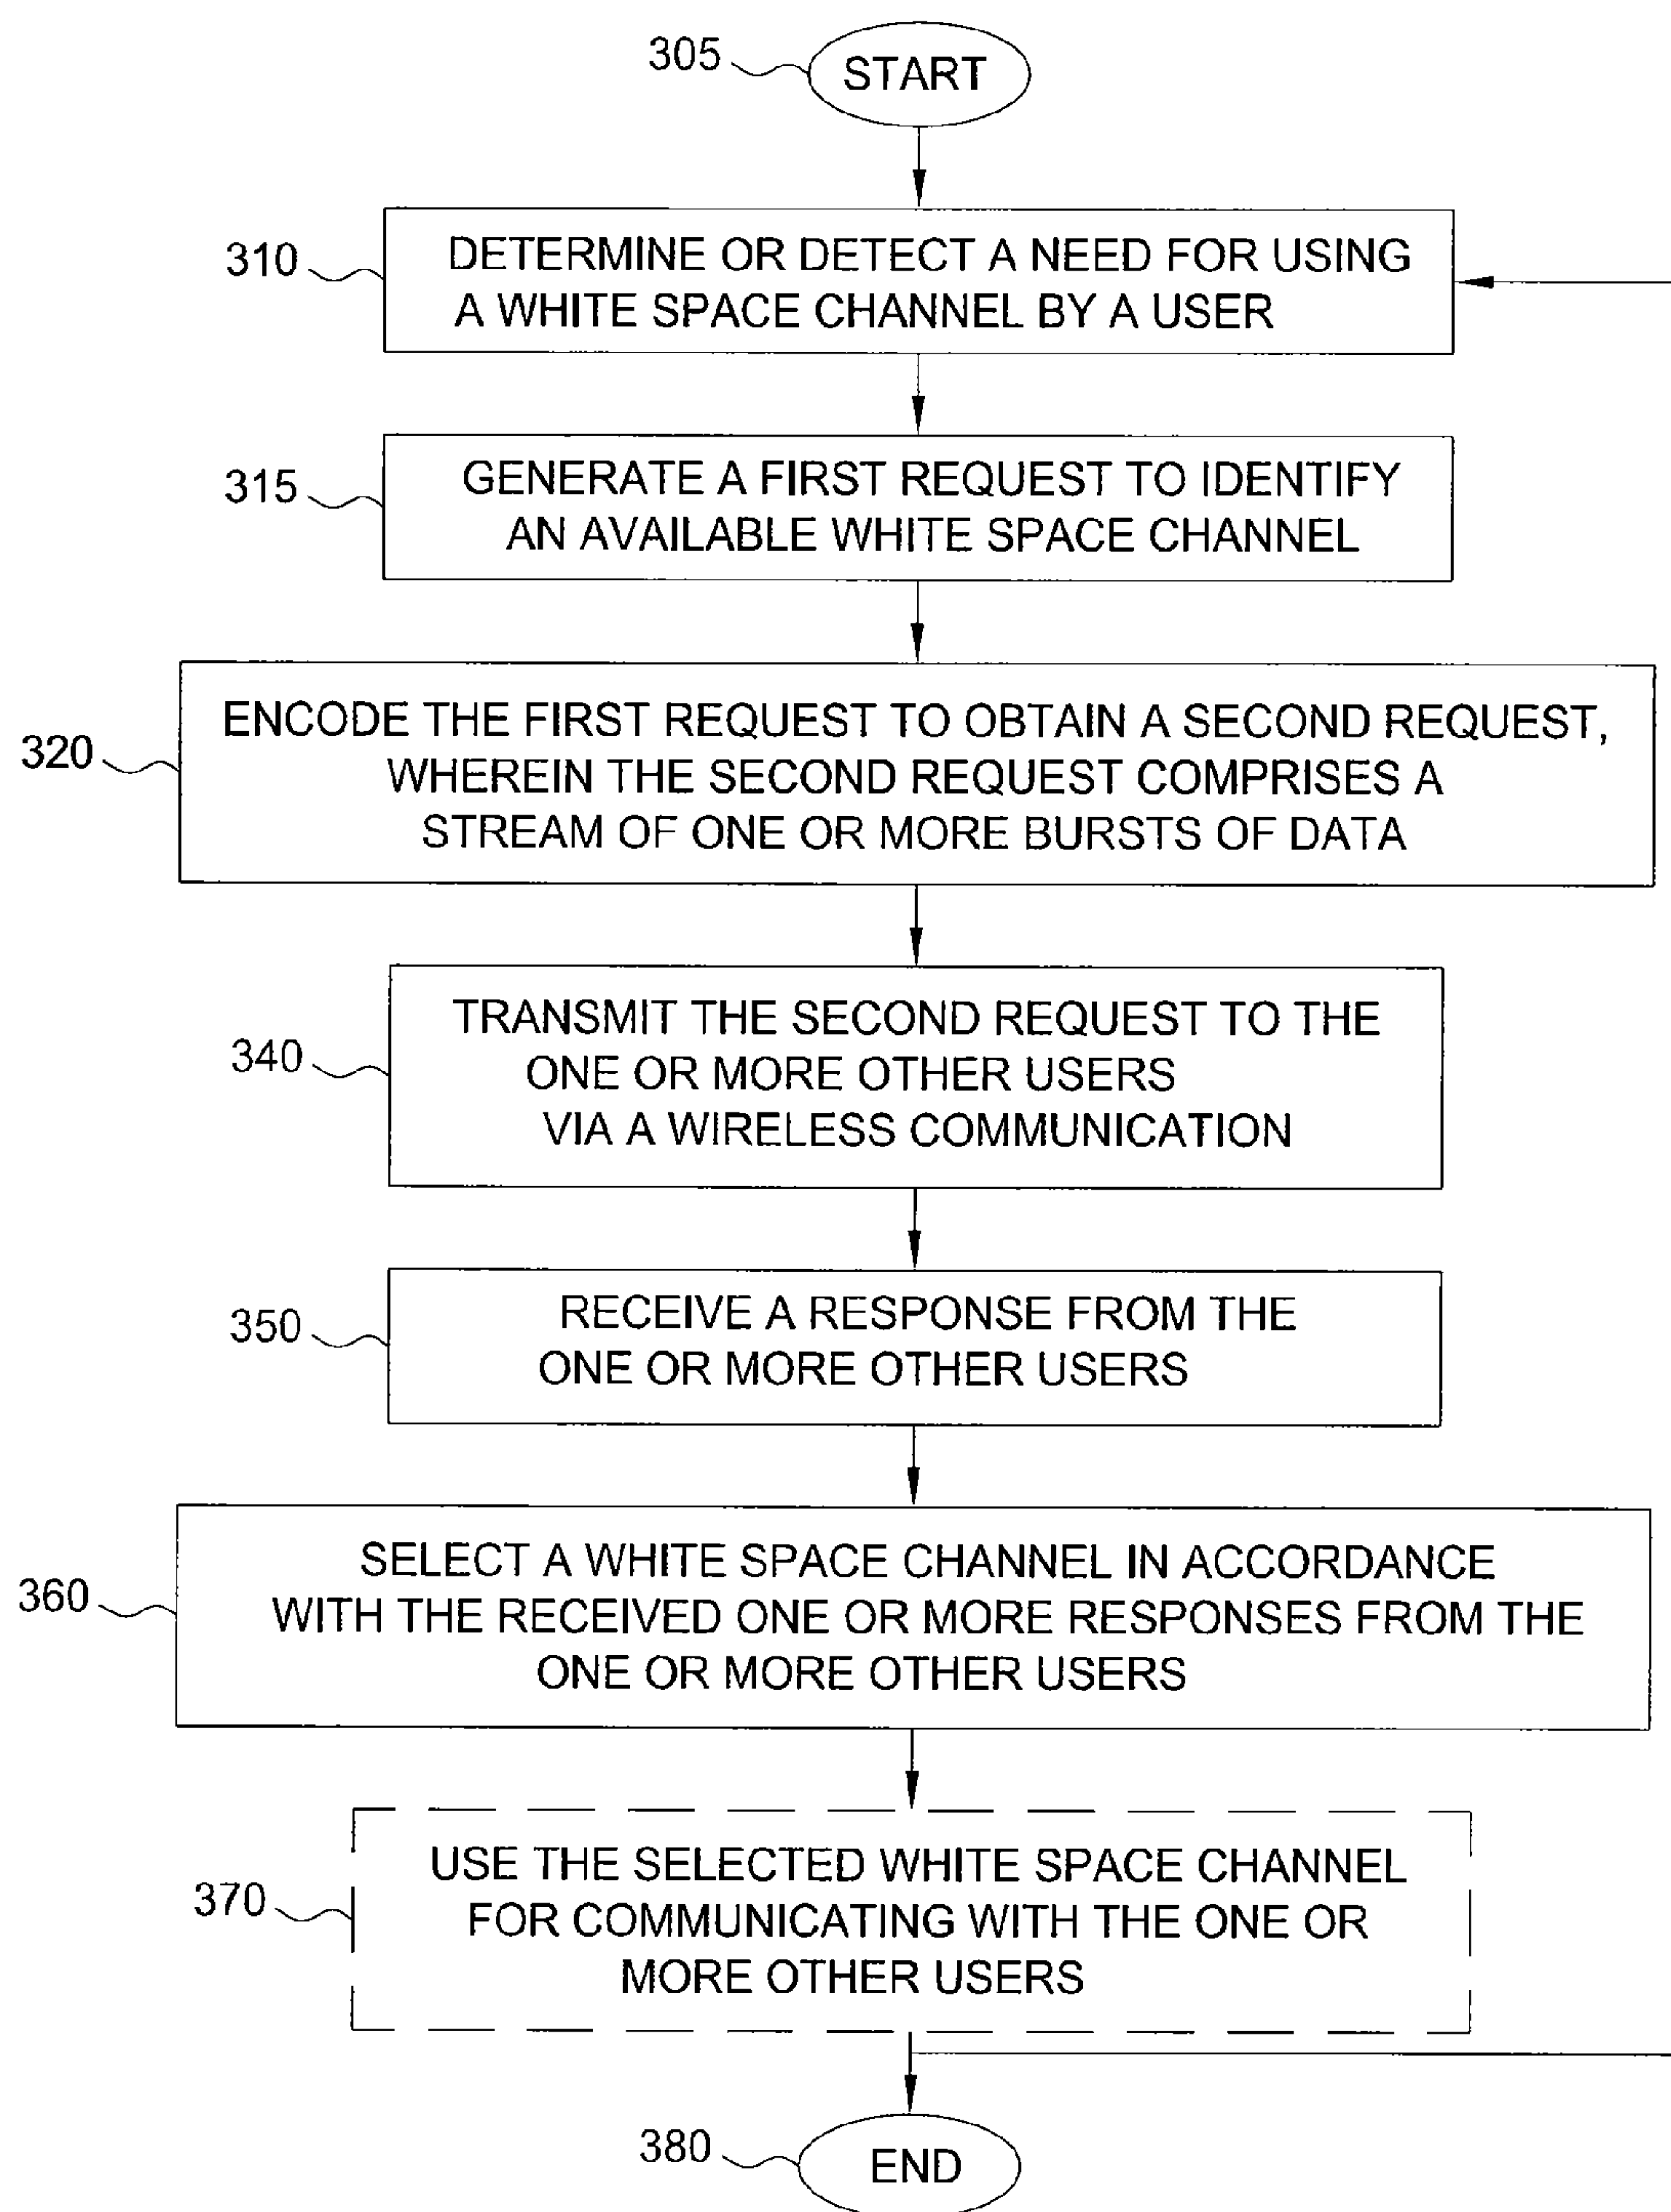 305
START
310
DETERMINE OR DETECT A NEED FOR USING
A WHITE SPACE CHANNEL BY A USER
315
GENERATE A FIRST REQUEST TO IDENTIFY
AN AVAILABLE WHITE SPACE CHANNEL
320
ENCODE THE FIRST REQUEST TO OBTAIN A SECOND REQUEST,
WHEREIN THE SECOND REQUEST COMPRISES A
STREAM OF ONE OR MORE BURSTS OF DATA
340
TRANSMIT THE SECOND REQUEST TO THE
ONE OR MORE OTHER USERS
VIA A WIRELESS COMMUNICATION
350
RECEIVE A RESPONSE FROM THE
ONE OR MORE OTHER USERS
360
SELECT A WHITE SPACE CHANNEL IN ACCORDANCE
WITH THE RECEIVED ONE OR MORE RESPONSES FROM THE
ONE OR MORE OTHER USERS
370
USE THE SELECTED WHITE SPACE CHANNEL
FOR COMMUNICATING WITH THE ONE OR
MORE OTHER USERS
380
END